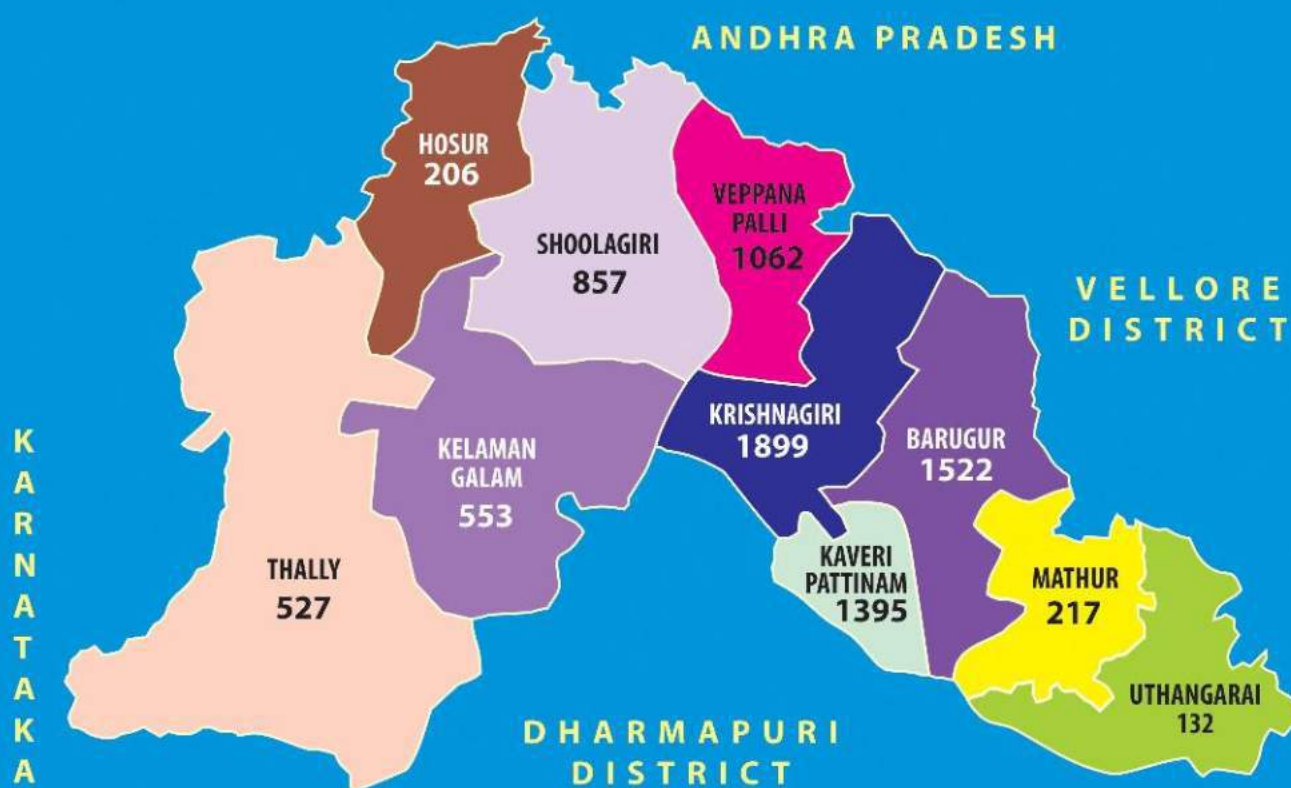 ANDHRA PRADESH
HOSUR
206
SHOOLAGIRI
857
VEPPANA
PALLI
1062
VELLORE
DISTRICT
KRISHNAGIRI
1899
BARUGUR
1522
KELAMAN
GALAM
553
KARNATAKA
THALLY
527
KAVERI
PATTINAM
1395
MATHUR
217
UTHANGARAI
132
DHARMAPURI
DISTRICT